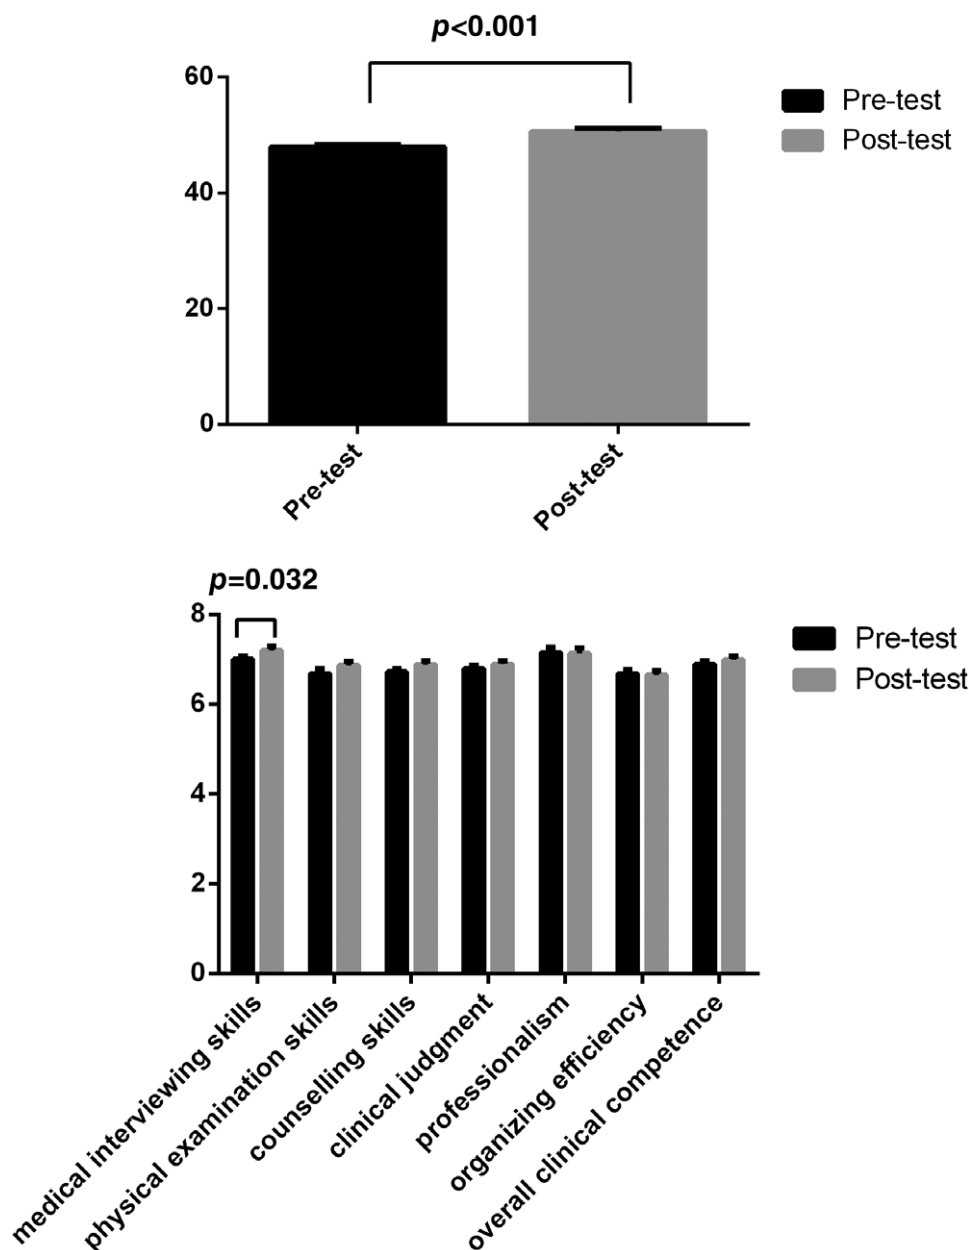 p<0.001
60
40
20
0
Pre-test
Post-test
Pre-test
Post-test
p=0.032
8
6
4
2
0
Pre-test
Post-test
medical interviewing skills
physical examination skills
counselling skills
clinical judgment
professionalism
organizing efficiency
overall clinical competence